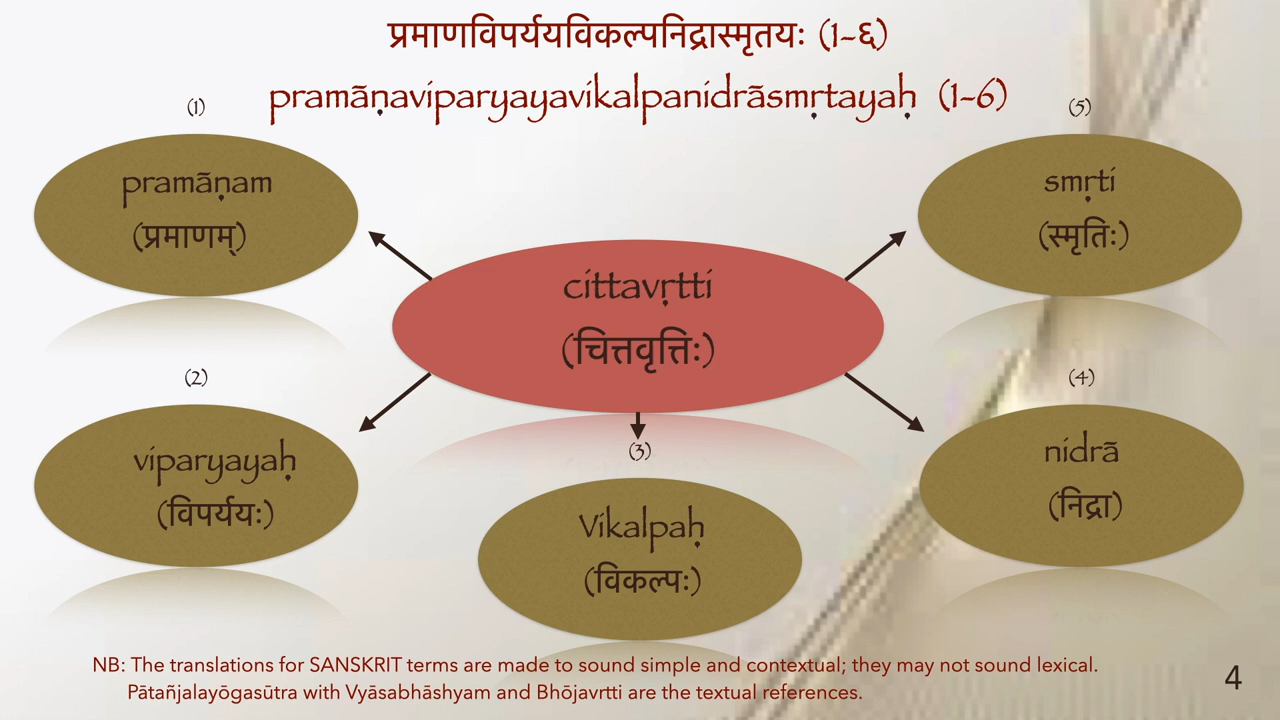 प्रमाणविपर्ययविकल्पनिद्रास्मृतयः (१-६)
pramāṇaviparyayavikalpanidrāsmṛtayaḥ (1-6)
(1)
pramāṇam
(प्रमाणम्)
(5)
smṛti
(स्मृतिः)
cittavṛtti
(चित्तवृत्तिः)
(2)
viparyayaḥ
(विपर्ययः)
(3)
Vikalpaḥ
(विकल्पः)
(4)
nidrā
(निद्रा)
NB: The translations for SANSKRIT terms are made to sound simple and contextual; they may not sound lexical.
Pātañjalayōgasūtra with Vyāsabhāshyam and Bhōjavrtti are the textual references.
4